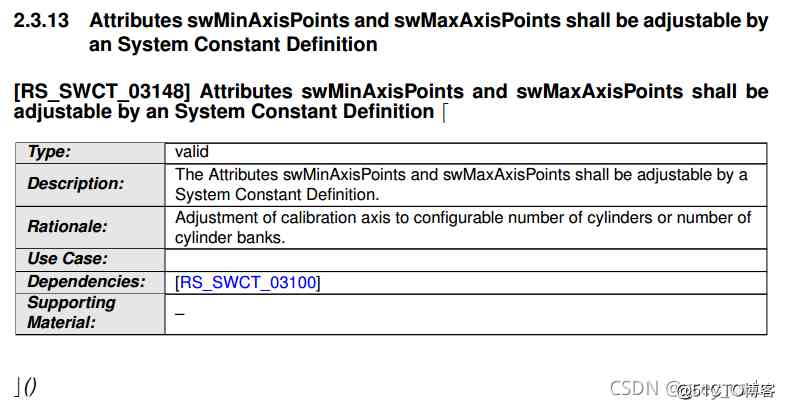 2.3.13 Attributes swMinAxisPoints and swMaxAxisPoints shall be adjustable by
an System Constant Definition
[RS_SWCT_03148] Attributes swMinAxisPoints and swMaxAxisPoints shall be
adjustable by an System Constant Definition ⌈
Type: valid
Description: The Attributes swMinAxisPoints and swMaxAxisPoints shall be adjustable by a
System Constant Definition.
Rationale: Adjustment of calibration axis to configurable number of cylinders or number of
cylinder banks.
Use Case:
Dependencies: [RS_SWCT_03100]
Supporting
Material: –
⌋()
CSDN @51CTO博客